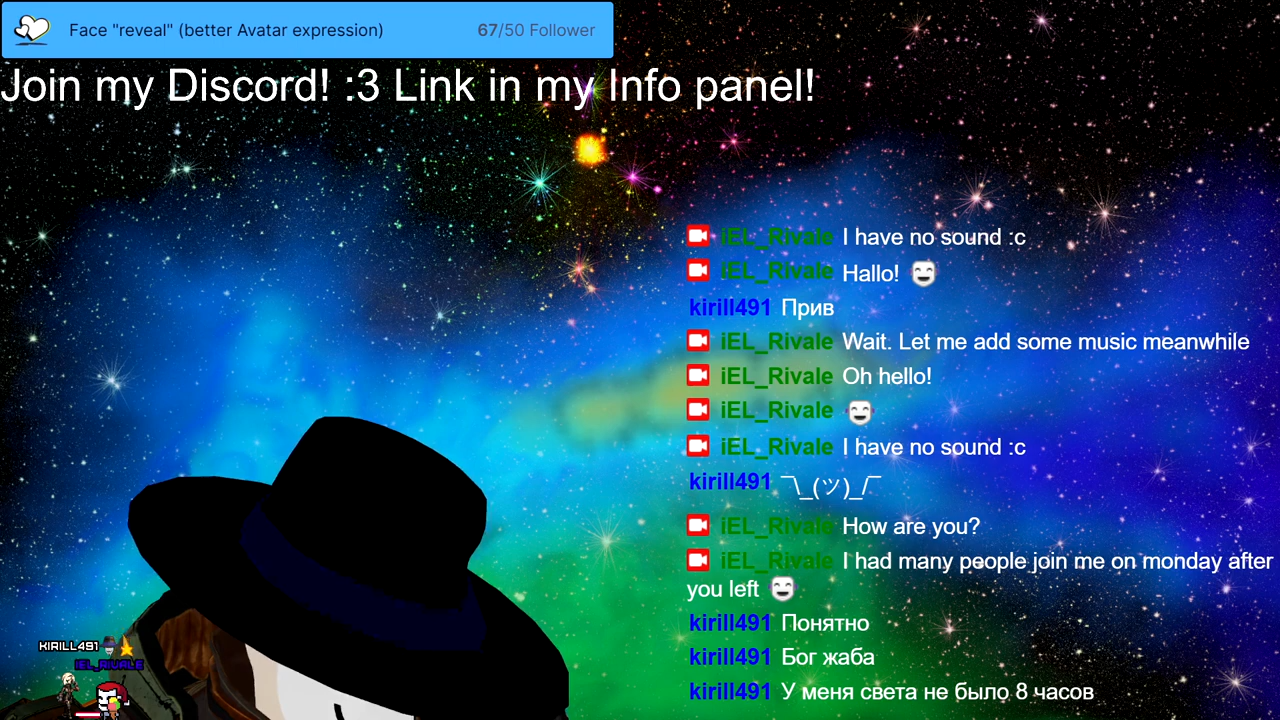 Face "reveal" (better Avatar expression) 67/50 Follower
Join my Discord! :3 Link in my Info panel!
iEL_Rivale I have no sound :c
iEL_Rivale Hallo!
kirill491 Прив
iEL_Rivale Wait. Let me add some music meanwhile
iEL_Rivale Oh hello!
iEL_Rivale
iEL_Rivale I have no sound :c
kirill491 ¯\_(ツ)_/¯
iEL_Rivale How are you?
iEL_Rivale I had many people join me on monday after
you left
kirill491 Понятно
kirill491 Бог жаба
kirill491 У меня света не было 8 часов
KIRILL491
iEL_RIVALE